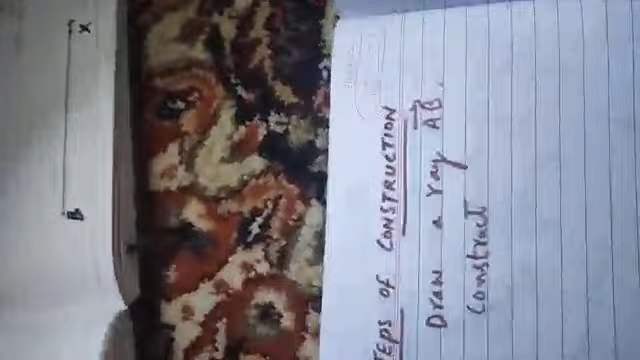 TEPS OF CONSTRUCTION
Draw a ray AB.
Construct
X